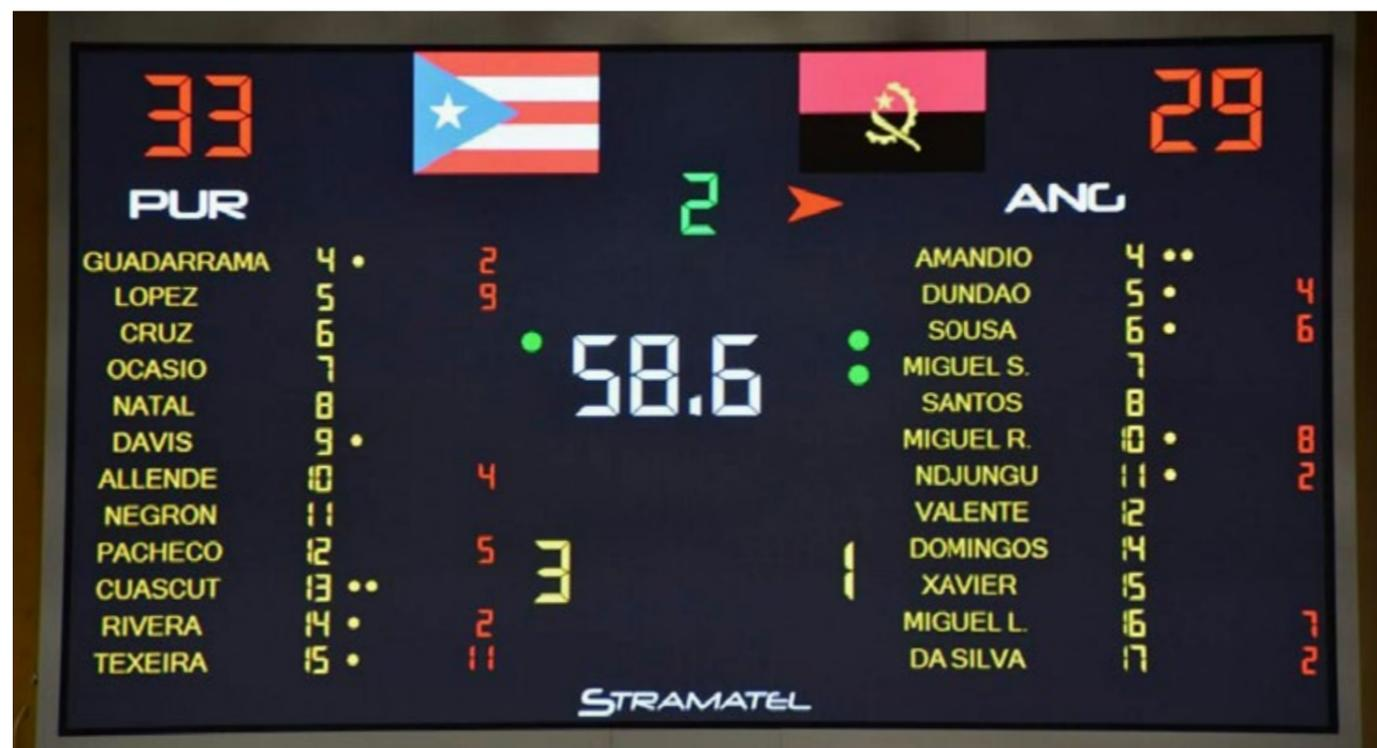 33 29
PUR 2 ANG
GUADARRAMA 4 2 AMANDIO 4
LOPEZ 5 9 DUNDAO 5 4
CRUZ 6 SOUSA 6 6
58.6
OCASIO 7 MIGUEL S. 7
NATAL 8 SANTOS 8
DAVIS 9 MIGUEL R. 10 8
ALLENDE 10 4 NDJUNGU 11 2
NEGRON 11 VALENTE 12
PACHECO 12 5 DOMINGOS 14
3 1
CUASCUT 13 XAVIER 15
RIVERA 14 2 MIGUEL L. 16 7
TEXEIRA 15 11 DA SILVA 17 2
STRAMATEL